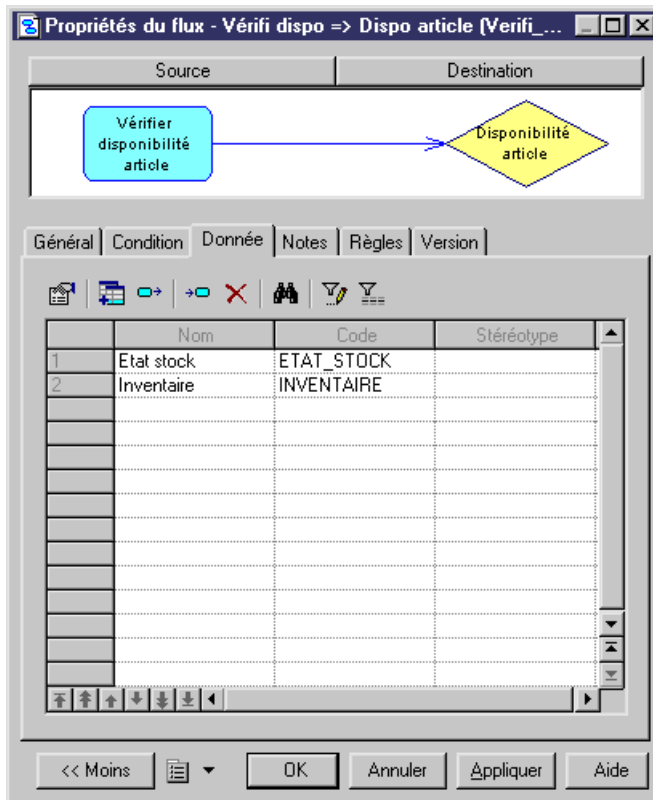 Propriétés du flux - Vérifi dispo => Dispo article (Verifi_...
Source Destination
Vérifier
disponibilité
article
Disponibilité
article
Général Condition Donnée Notes Règles Version
Nom Code Stéréotype
1 Etat stock ETAT_STOCK
2 Inventaire INVENTAIRE
<< Moins OK Annuler Appliquer Aide